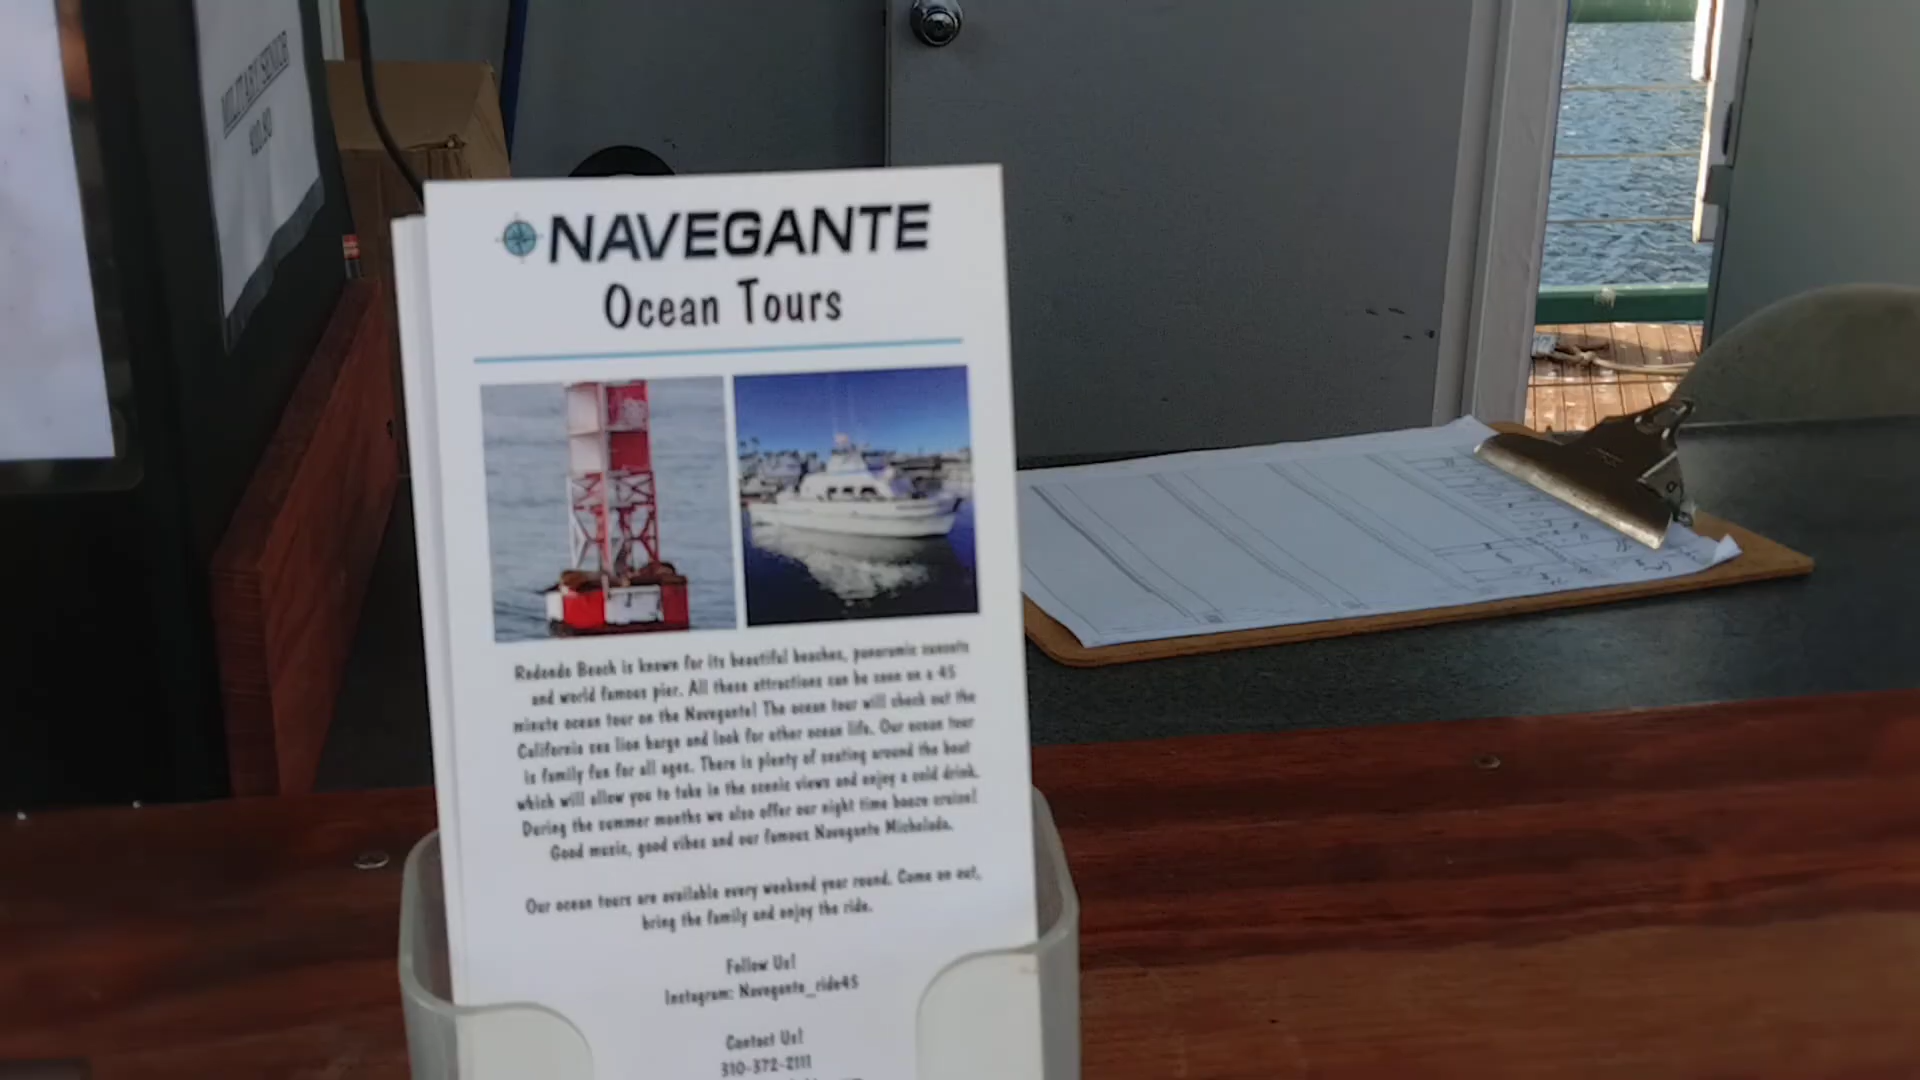 MILITARY/SENIOR
NAVEGANTE
Ocean Tours
Redondo Beach is known for its beautiful beaches, panoramic sunsets
and world famous pier. All these attractions can be seen on a 45
minute ocean tour on the Navegante! The ocean tour will check out the
California sea lion barge and look for other ocean life. Our ocean tour
is family fun for all ages. There is plenty of seating around the boat
which will allow you to take in the scenic views and enjoy a cold drink.
During the summer months we also offer our night time booze cruise!
Good music, good vibes and our famous Navegante Michelada.
Our ocean tours are available every weekend year round. Come on out,
bring the family and enjoy the ride.
Follow Us!
Instagram: Navegante_ride45
Contact Us!
310-372-2111